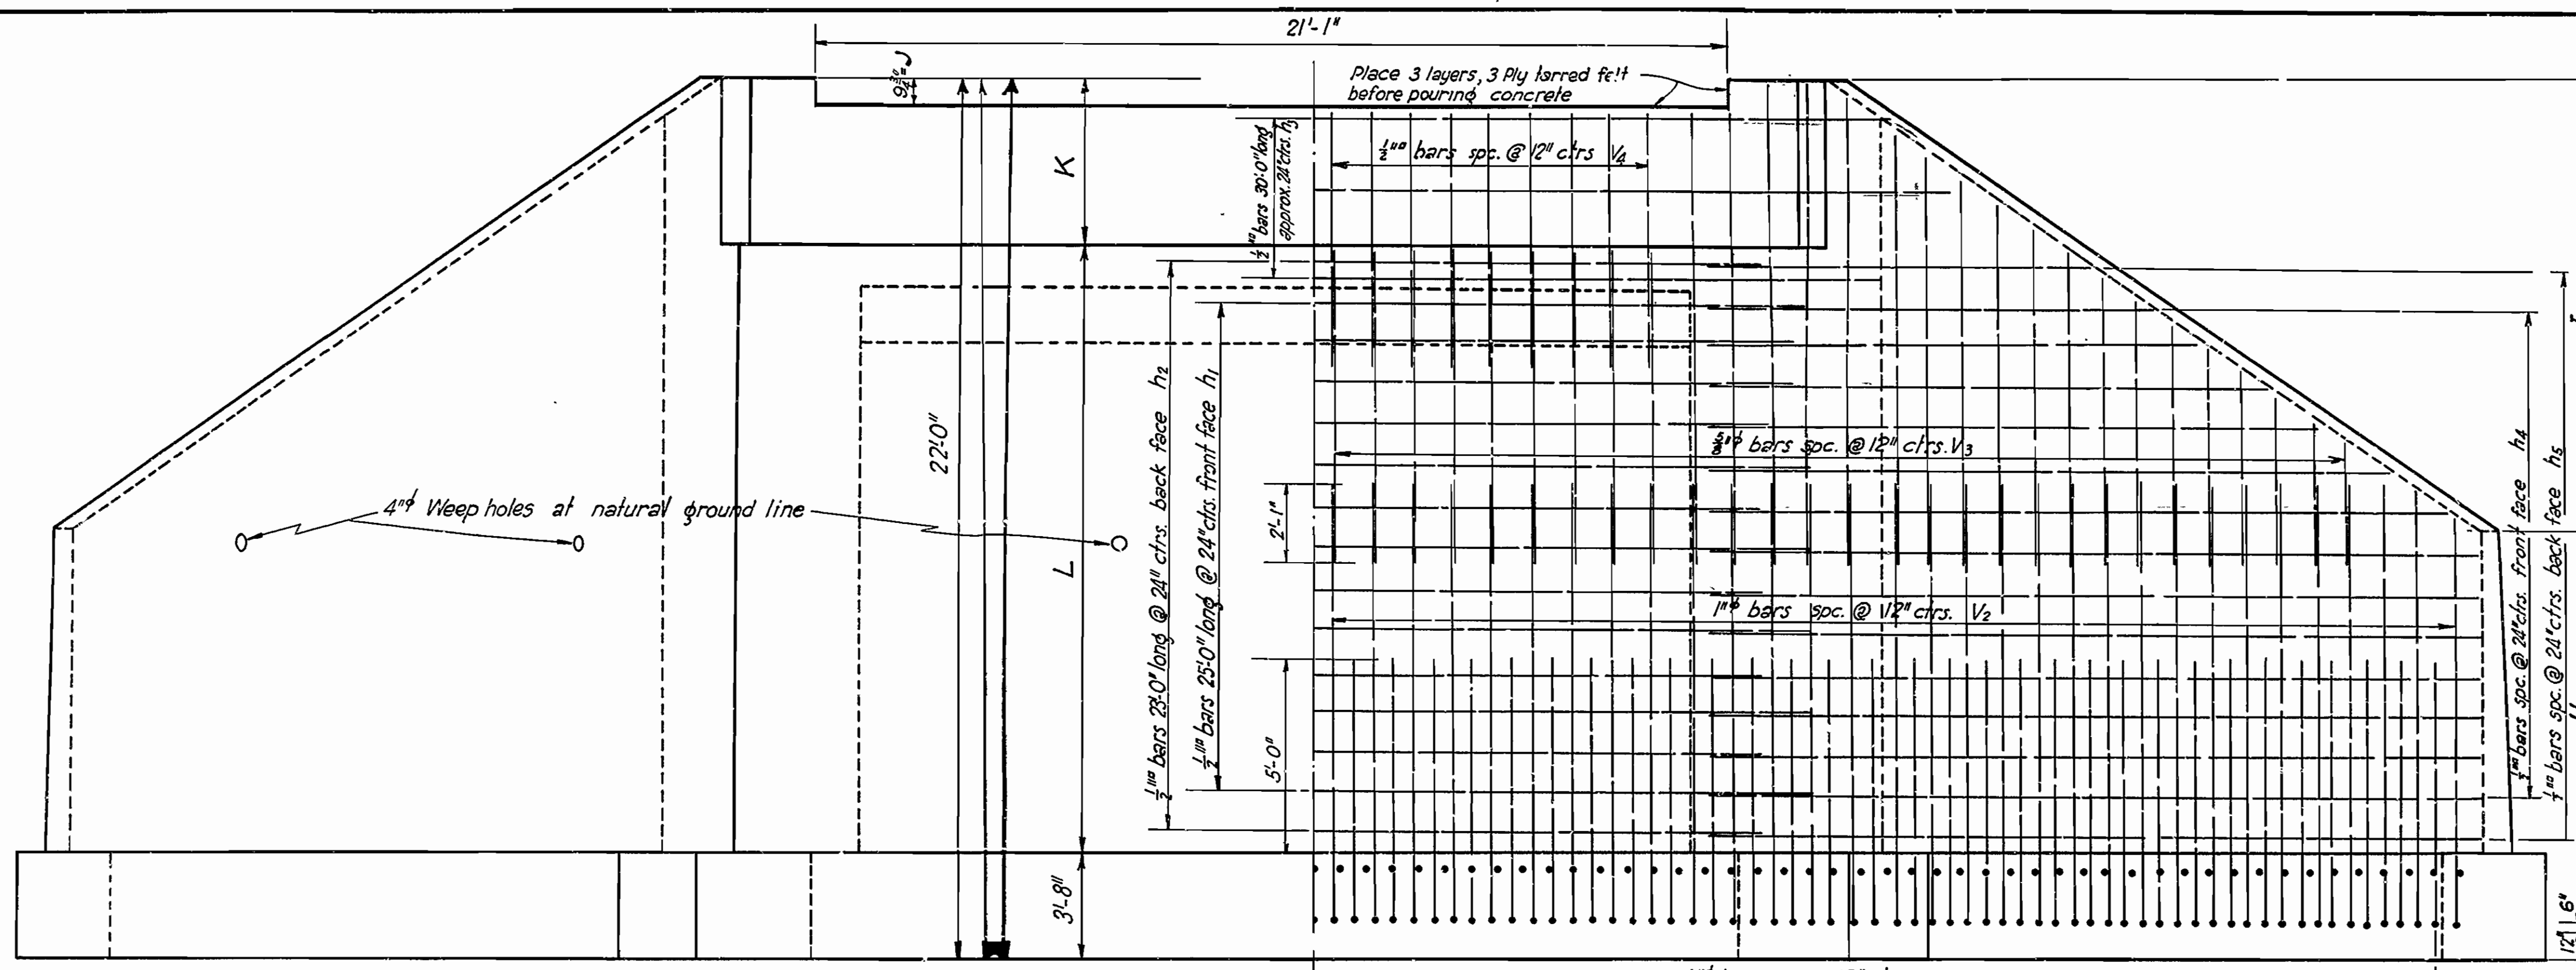 21'-1"
9 3/4" = J
Place 3 layers, 3 Ply tarred felt
before pouring concrete
K
1/2"□ bars 30'-0" long
approx. 24" ctrs. h3
1/2"□ bars spc. @ 12" ctrs V4
22'-0"
L
1/2"□ bars 23'-0" long @ 24" ctrs. back face h2
1/2"□ bars 25'-0" long @ 24" ctrs. front face h1
5/8"ϕ bars spc. @ 12" ctrs. V3
4"ϕ Weep holes at natural ground line
2'-1"
1"ϕ bars spc. @ 12" ctrs. V2
5'-0"
1/2"□ bars spc. @ 24" ctrs. front face h4
bars spc. @ 24" ctrs. back face h5
3'-8"
12"
6"